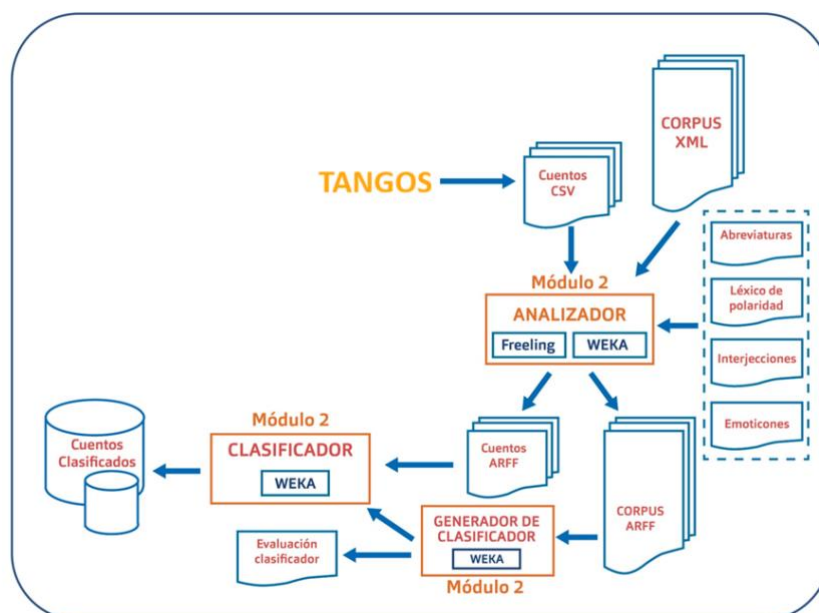 CORPUS
XML
TANGOS
Cuentos
CSV
Abreviaturas
Módulo 2
ANALIZADOR
Freeling
WEKA
Léxico de
polaridad
Interjecciones
Emoticones
Módulo 2
CLASIFICADOR
WEKA
Cuentos
Clasificados
Cuentos
ARFF
CORPUS
ARFF
GENERADOR DE
CLASIFICADOR
WEKA
Módulo 2
Evaluación
clasificador